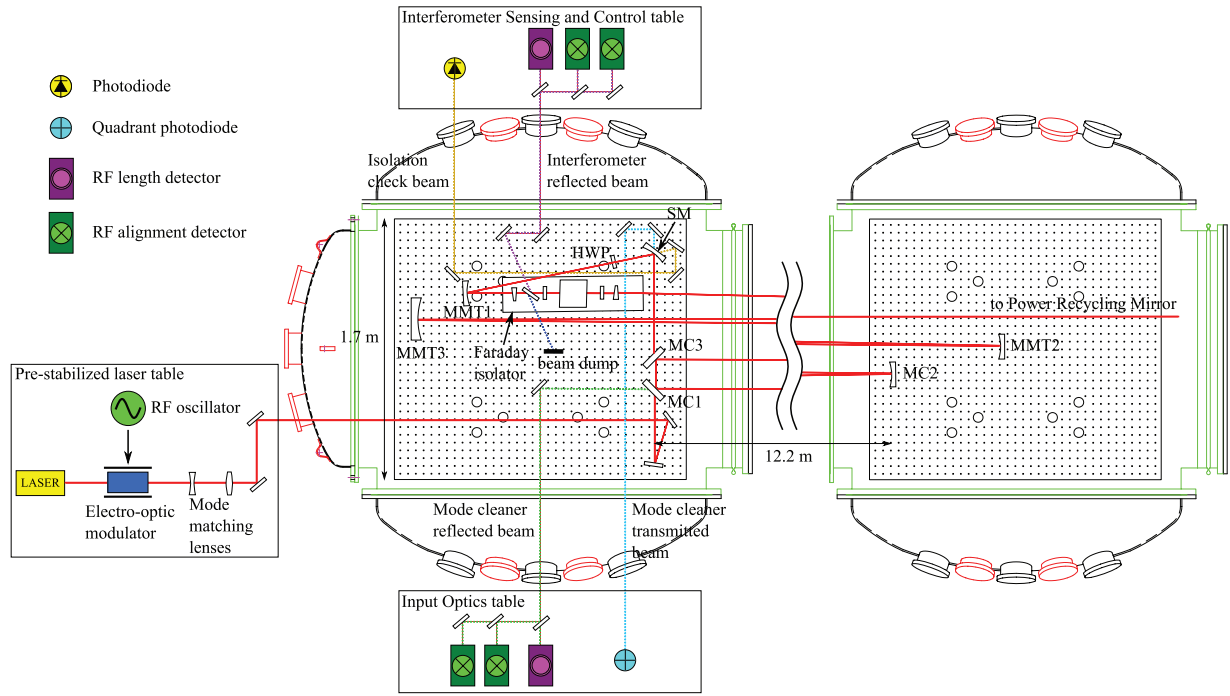 Interferometer Sensing and Control table
Photodiode
Quadrant photodiode
RF length detector
RF alignment detector
Isolation
check beam
Interferometer
reflected beam
SM
HWP
MMT1
to Power Recycling Mirror
1.7 m
MMT3
Faraday
isolator
beam dump
MC3
MMT2
MC2
MC1
Pre-stabilized laser table
RF oscillator
12.2 m
LASER
Electro-optic
modulator
Mode
matching
lenses
Mode cleaner
reflected beam
Mode cleaner
transmitted
beam
Input Optics table